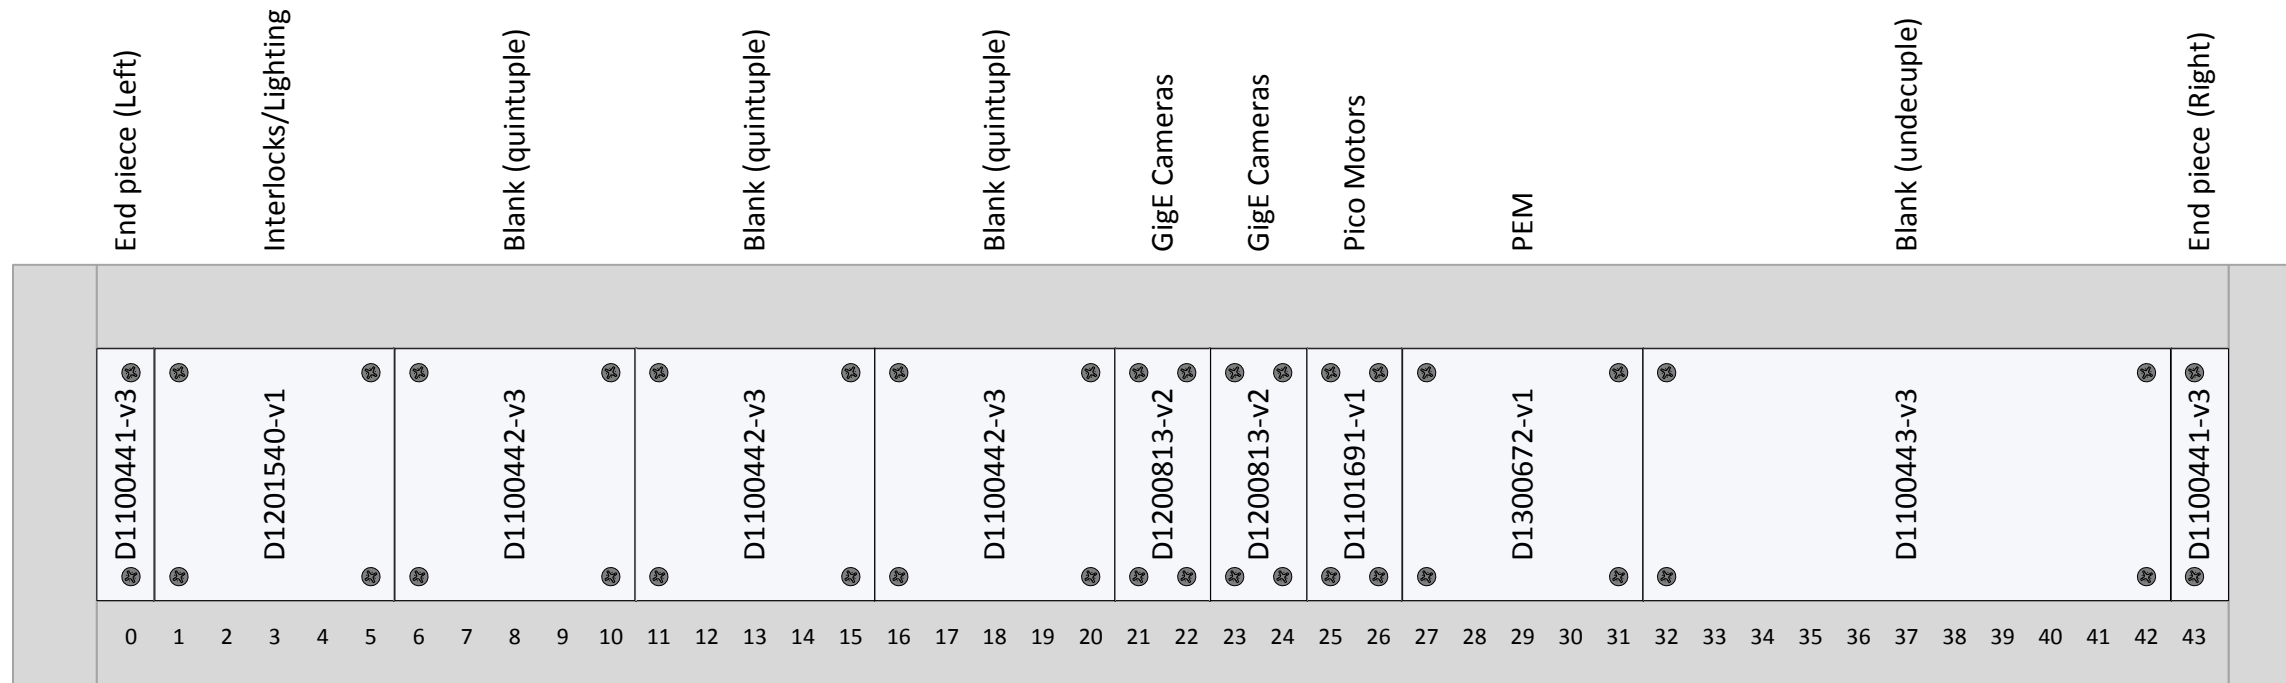 End piece (Left)
Interlocks/Lighting
Blank (quintuple)
Blank (quintuple)
Blank (quintuple)
GigE Cameras
GigE Cameras
Pico Motors
PEM
Blank (undecuple)
End piece (Right)
D1100441-v3
D1201540-v1
D1100442-v3
D1100442-v3
D1100442-v3
D1200813-v2
D1200813-v2
D1101691-v1
D1300672-v1
D1100443-v3
D1100441-v3
0 1 2 3 4 5 6 7 8 9 10 11 12 13 14 15 16 17 18 19 20 21 22 23 24 25 26 27 28 29 30 31 32 33 34 35 36 37 38 39 40 41 42 43